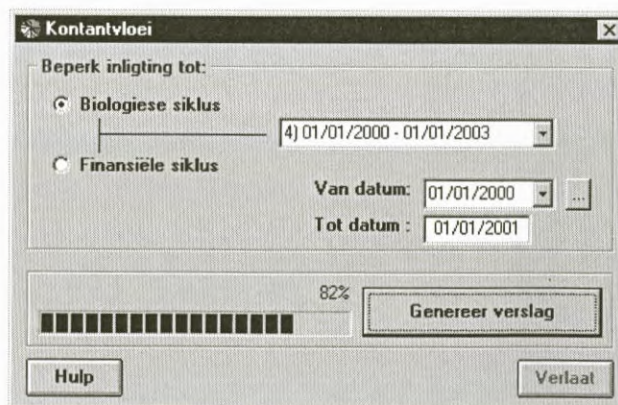 Kontantvloei
Beperk inligting tot:
Biologiese siklus
4) 01/01/2000 - 01/01/2003
Finansiële siklus
Van datum: 01/01/2000 ...
Tot datum : 01/01/2001
82%
Genereer verslag
Hulp
Verlaat